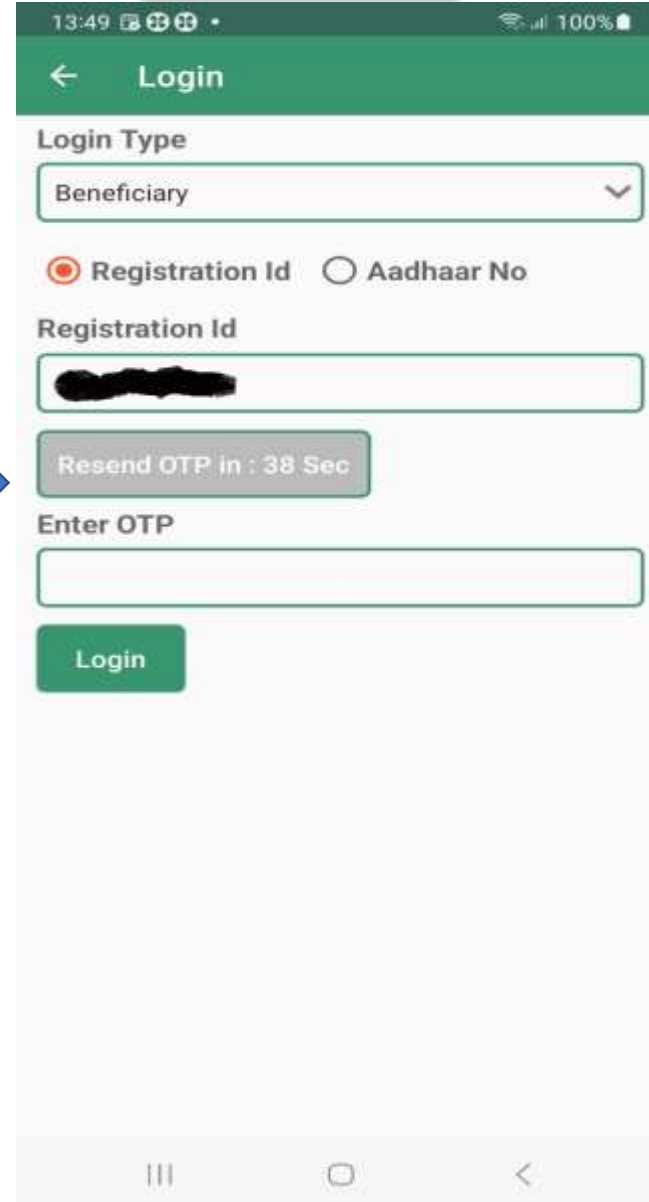 13:49 100%
Login
Login Type
Beneficiary
Registration Id Aadhaar No
Registration Id
Resend OTP in : 38 Sec
Enter OTP
Login